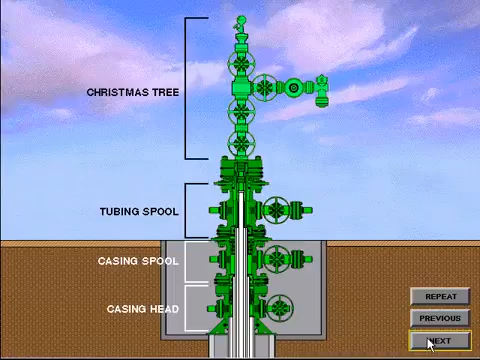 CHRISTMAS TREE
TUBING SPOOL
CASING SPOOL
CASING HEAD
REPEAT
PREVIOUS
NEXT